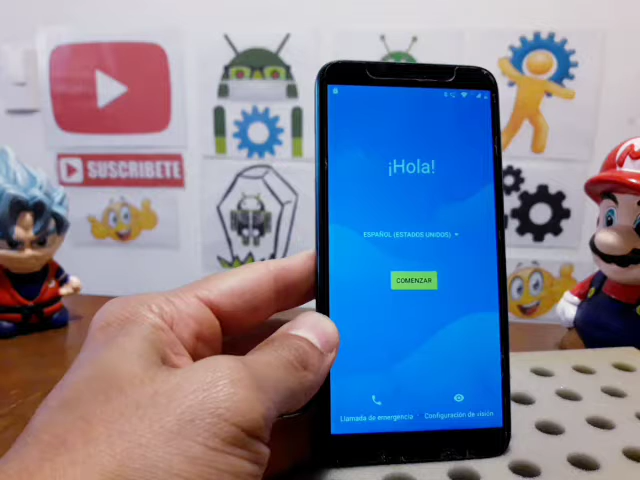 SUSCRIBETE
¡Hola!
ESPAÑOL (ESTADOS UNIDOS)
COMENZAR
Llamada de emergencia
Configuración de visión